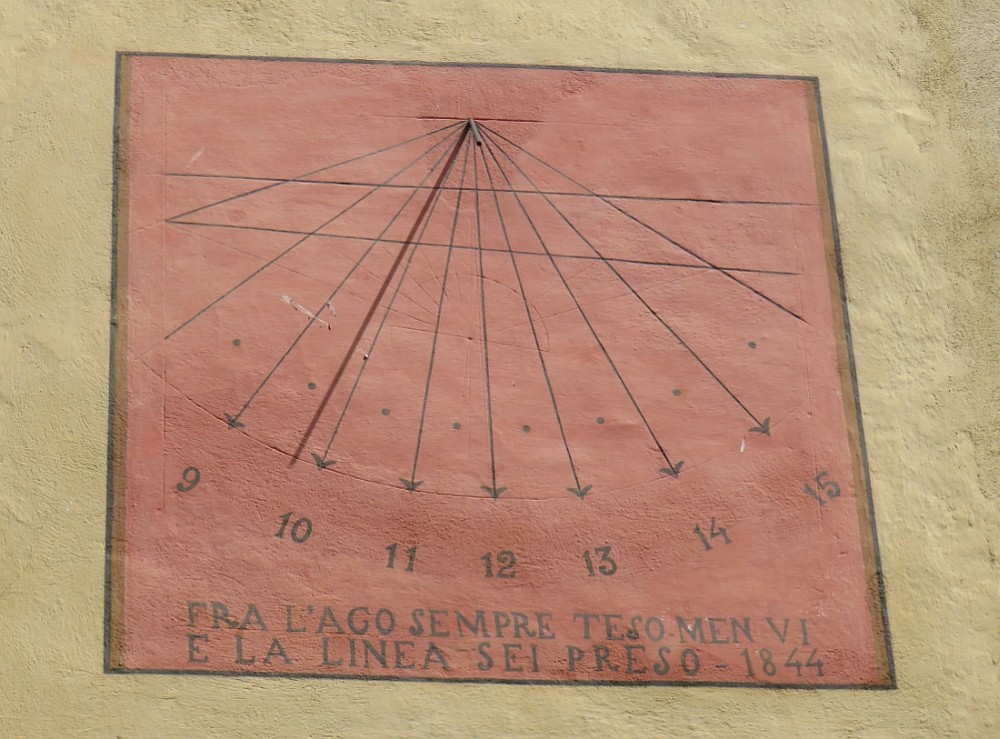 9 10 11 12 13 14 15
FRA L'AGO SEMPRE TESO-MEN VI
E LA LINEA SEI PRESO - 1844